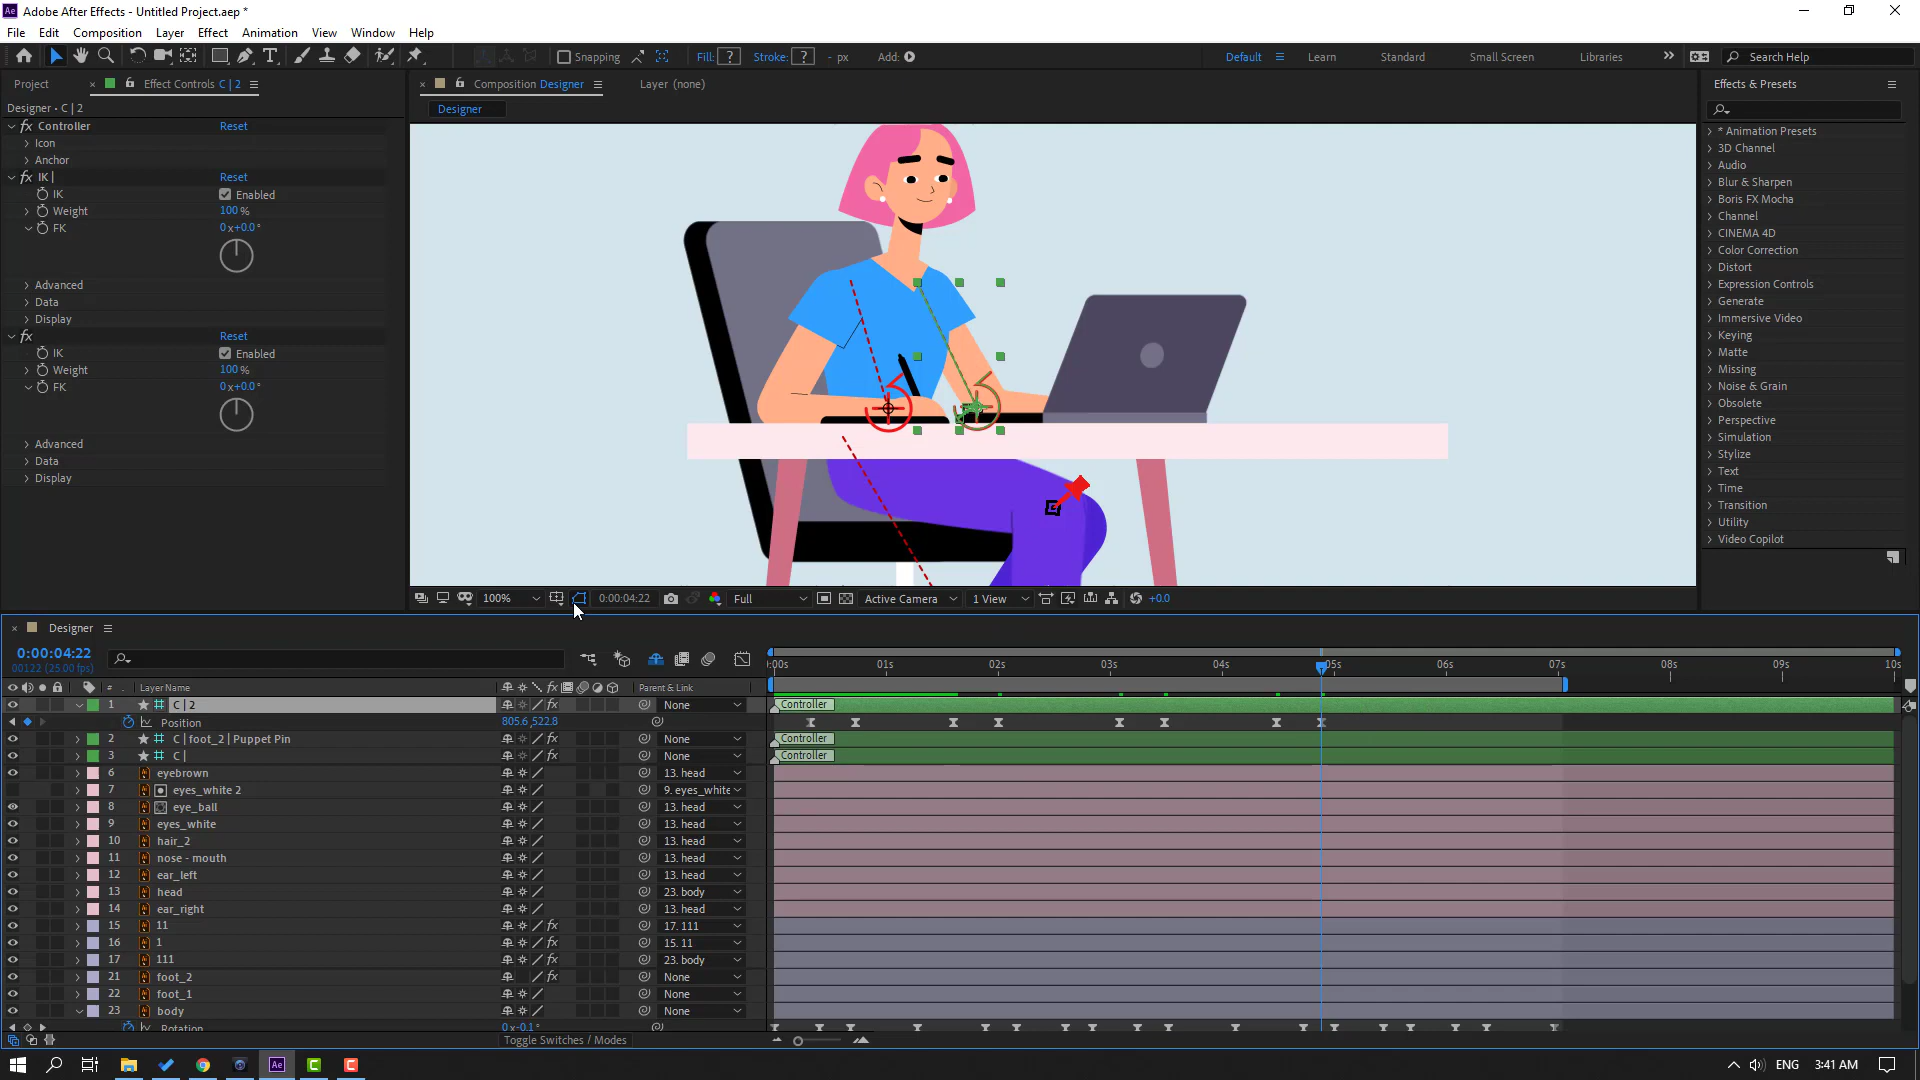 Adobe After Effects - Untitled Project.aep *
File Edit Composition Layer Effect Animation View Window Help
Snapping Fill: ? Stroke: ? - px Add: Default Learn Standard Small Screen Libraries Search Help
Project Effect Controls C | 2 Composition Designer Layer (none) Effects & Presets
Designer • C | 2
Designer
fx Controller Reset
Icon
Anchor
fx IK | Reset
IK Enabled
Weight 100 %
FK 0x+0.0°
Advanced
Data
Display
fx Reset
IK Enabled
Weight 100 %
FK 0x+0.0°
Advanced
Data
Display
* Animation Presets
3D Channel
Audio
Blur & Sharpen
Boris FX Mocha
Channel
CINEMA 4D
Color Correction
Distort
Expression Controls
Generate
Immersive Video
Keying
Matte
Missing
Noise & Grain
Obsolete
Perspective
Simulation
Stylize
Text
Time
Transition
Utility
Video Copilot
100% 0:00:04:22 Full Active Camera 1 View +0.0
Designer
0:00:04:22
00122 (25.00 fps)
:00s 01s 02s 03s 04s 05s 06s 07s 08s 09s 10s
# Layer Name fx Parent & Link
1 C | 2 fx None Controller
Position 805.6,522.8
2 C | foot_2 | Puppet Pin fx None Controller
3 C | fx None Controller
6 eyebrown 13. head
7 eyes_white 2 9. eyes_white
8 eye_ball 13. head
9 eyes_white 13. head
10 hair_2 13. head
11 nose - mouth 13. head
12 ear_left 13. head
13 head 23. body
14 ear_right 13. head
15 11 fx 17. 111
16 1 fx 15. 11
17 111 fx 23. body
21 foot_2 fx None
22 foot_1 None
23 body None
Rotation 0x-0.1°
Toggle Switches / Modes
Ae ENG 3:41 AM